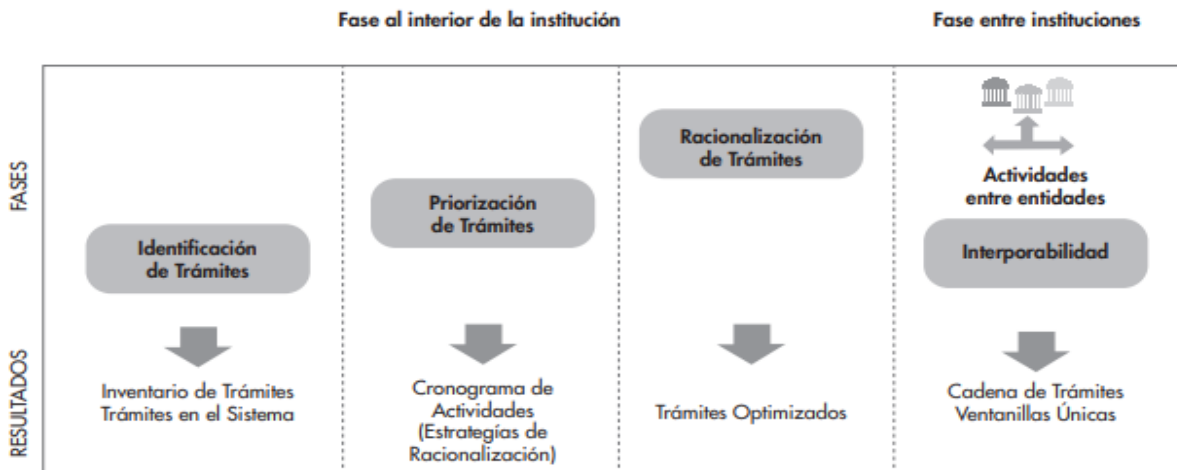 Fase al interior de la institución
Fase entre instituciones
FASES
Identificación
de Trámites
Priorización
de Trámites
Racionalización
de Trámites
Actividades
entre entidades
Interporabilidad
RESULTADOS
Inventario de Trámites
Trámites en el Sistema
Cronograma de
Actividades
(Estrategías de
Racionalización)
Trámites Optimizados
Cadena de Trámites
Ventanillas Únicas